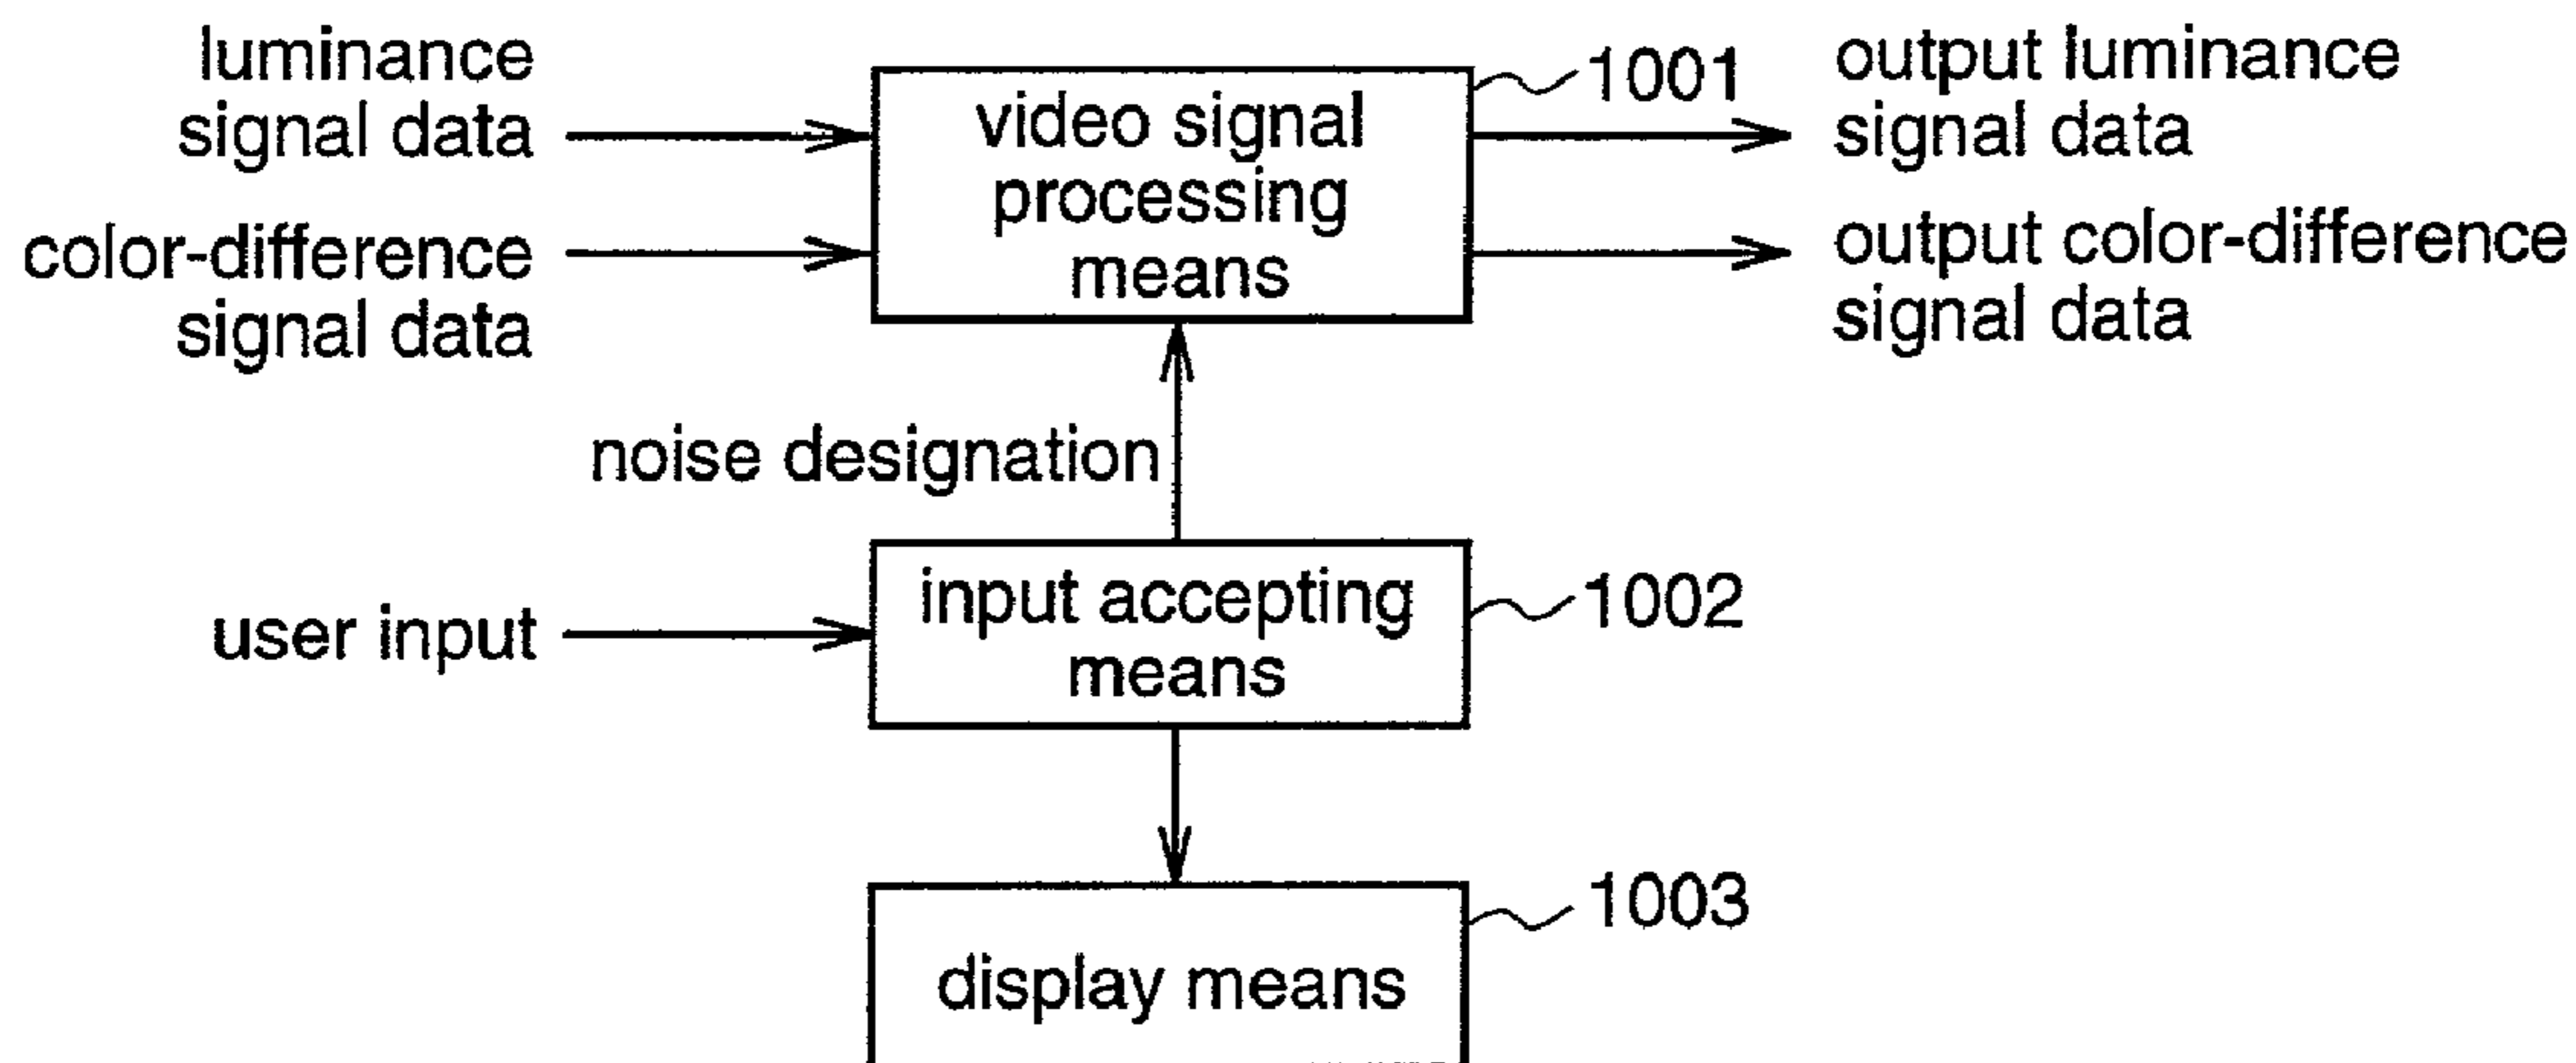 luminance
signal data
color-difference
signal data
video signal
processing
means
1001
output luminance
signal data
output color-difference
signal data
noise designation
user input
input accepting
means
1002
display means
1003